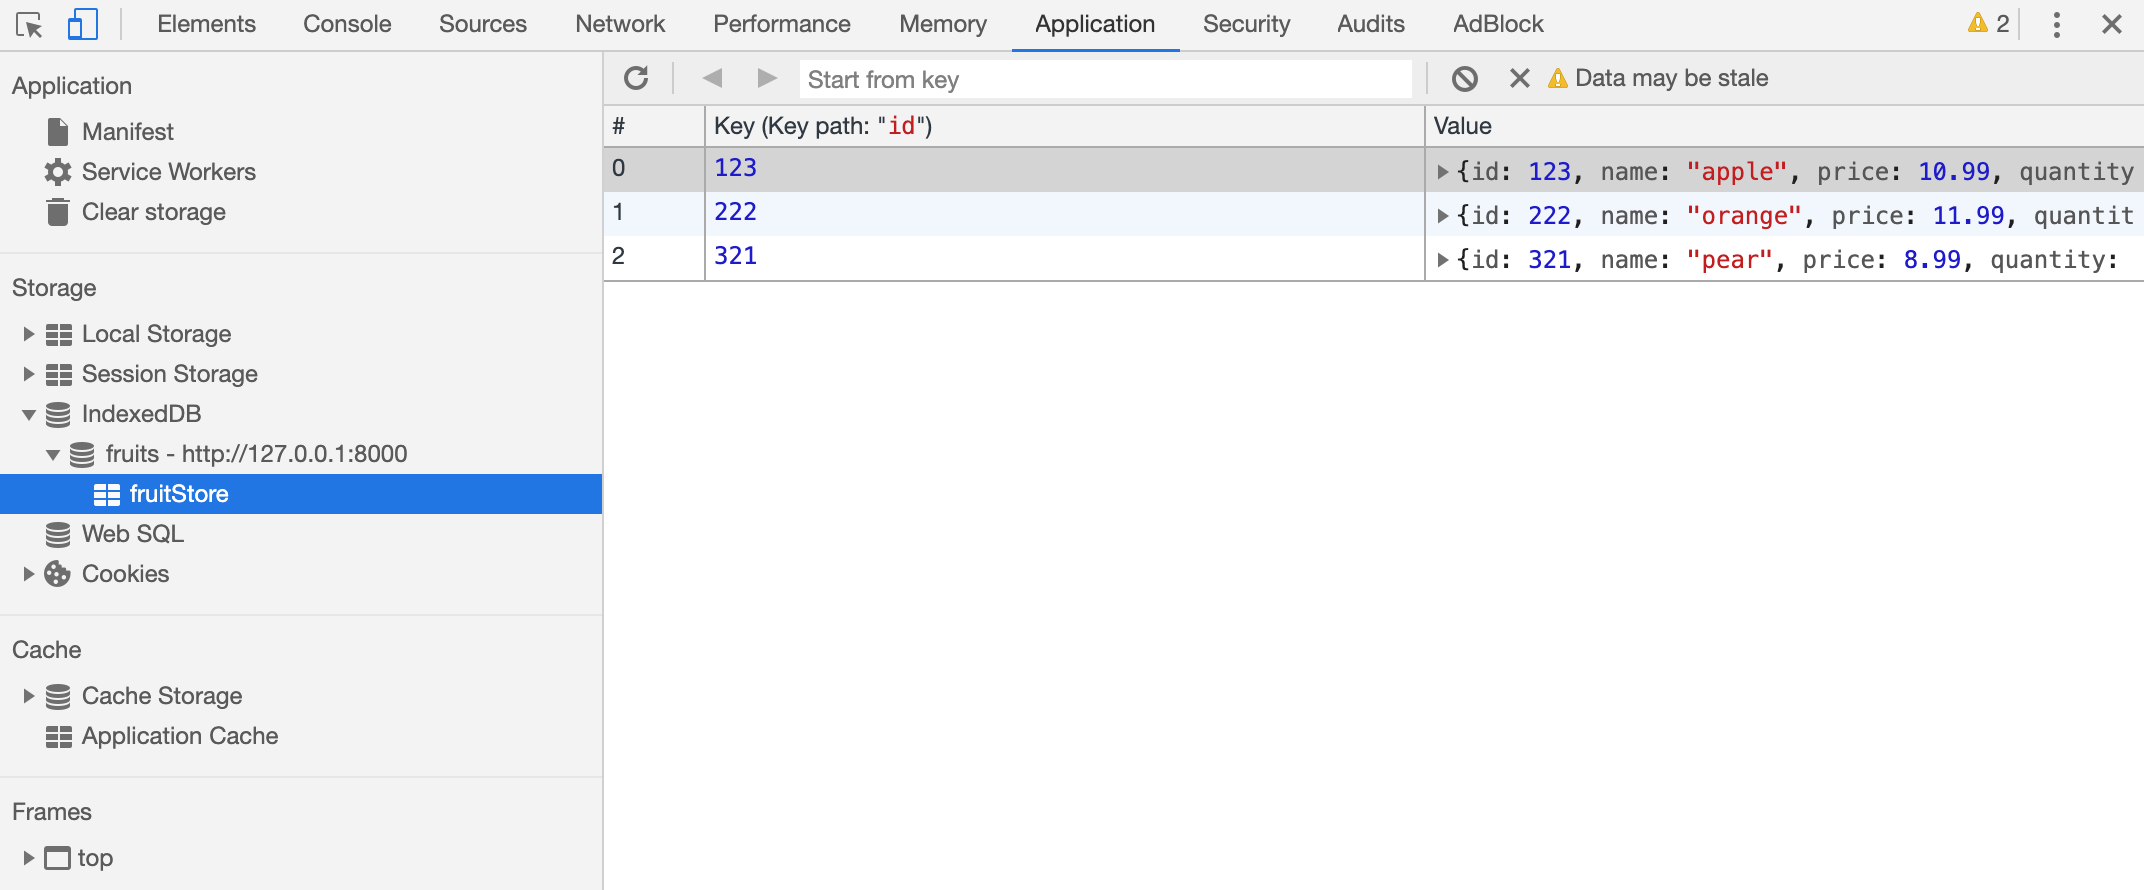 Elements Console Sources Network Performance Memory Application Security Audits AdBlock 2
Application
Manifest
Service Workers
Clear storage
Storage
Local Storage
Session Storage
IndexedDB
fruits - http://127.0.0.1:8000
fruitStore
Web SQL
Cookies
Cache
Cache Storage
Application Cache
Frames
top
Start from key Data may be stale
# Key (Key path: "id") Value
0 123 {id: 123, name: "apple", price: 10.99, quantity
1 222 {id: 222, name: "orange", price: 11.99, quantit
2 321 {id: 321, name: "pear", price: 8.99, quantity: